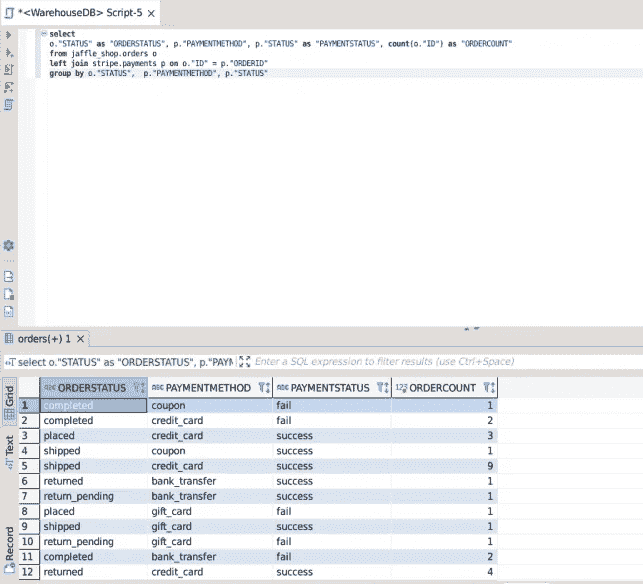 *<WarehouseDB> Script-5
select
o."STATUS" as "ORDERSTATUS", p."PAYMENTMETHOD", p."STATUS" as "PAYMENTSTATUS", count(o."ID") as "ORDERCOUNT"
from jaffle_shop.orders o
left join stripe.payments p on o."ID" = p."ORDERID"
group by o."STATUS", p."PAYMENTMETHOD", p."STATUS"
orders(+) 1
select o."STATUS" as "ORDERSTATUS", p."PAYM Enter a SQL expression to filter results (use Ctrl+Space)
Grid
Text
Record
ABC ORDERSTATUS ABC PAYMENTMETHOD ABC PAYMENTSTATUS 123 ORDERCOUNT
1 completed coupon fail 1
2 completed credit_card fail 2
3 placed credit_card success 3
4 shipped coupon success 1
5 shipped credit_card success 9
6 returned bank_transfer success 1
7 return_pending bank_transfer success 1
8 placed gift_card fail 1
9 shipped gift_card success 1
10 return_pending gift_card fail 1
11 completed bank_transfer fail 2
12 returned credit_card success 4